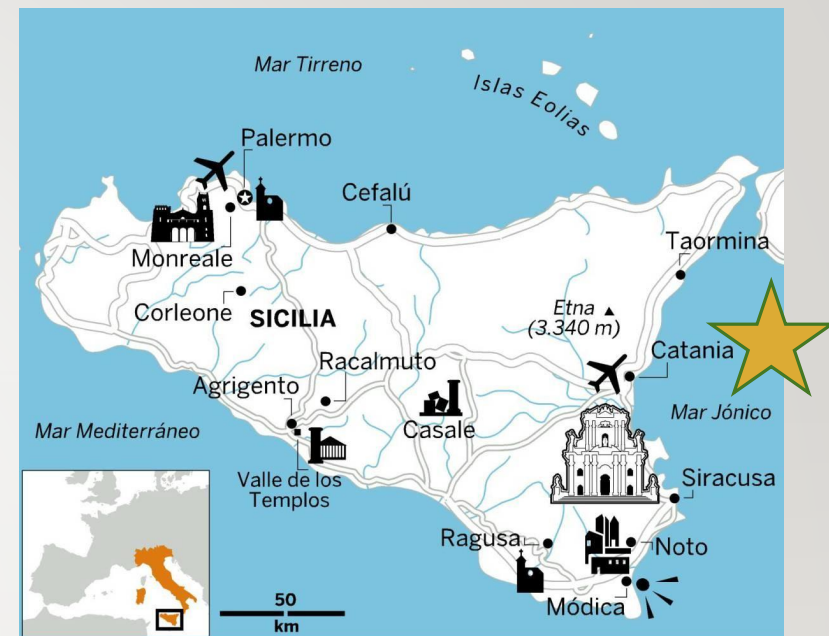 Mar Tirreno
Islas Eolias
Palermo
Cefalú
Monreale
Taormina
Corleone
SICILIA
Etna
(3.340 m)
Catania
Racalmuto
Agrigento
Casale
Mar Jónico
Mar Mediterráneo
Valle de los
Templos
Siracusa
Ragusa
Noto
Módica
50
km